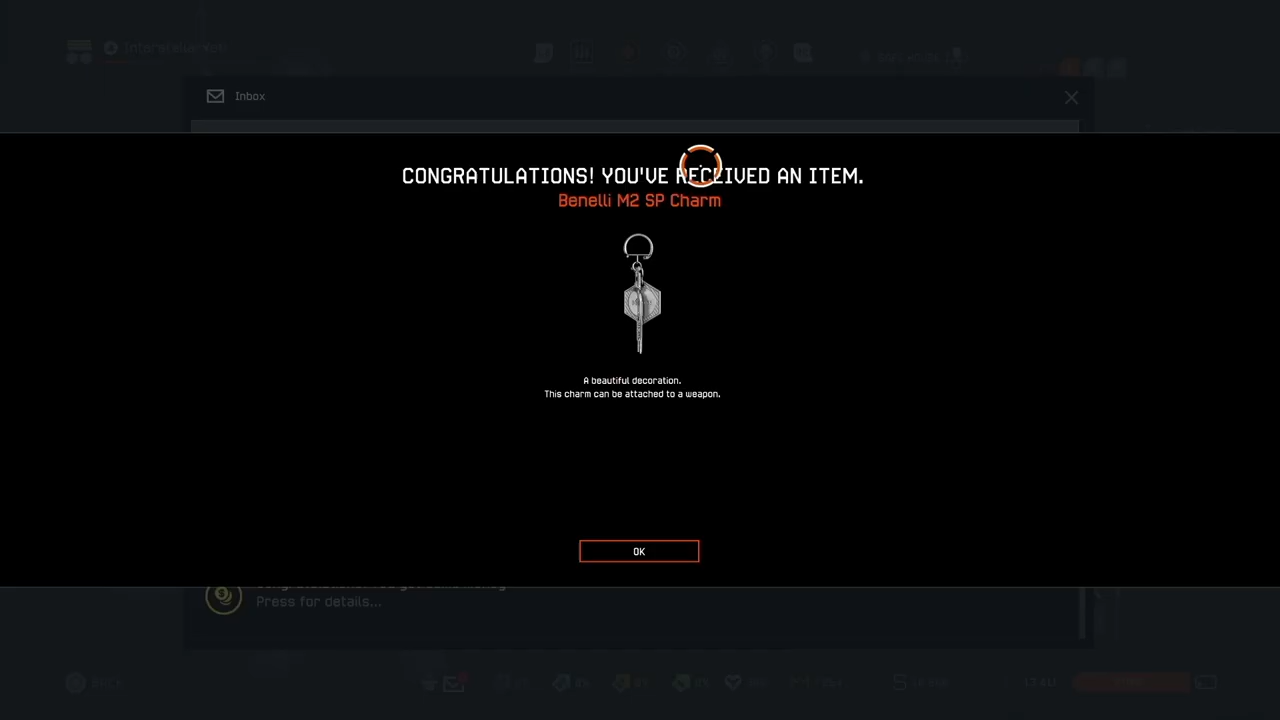 Inbox
CONGRATULATIONS! YOU'VE RECEIVED AN ITEM.
Benelli M2 SP Charm
A beautiful decoration.
This charm can be attached to a weapon.
OK
Press for details...
BACK